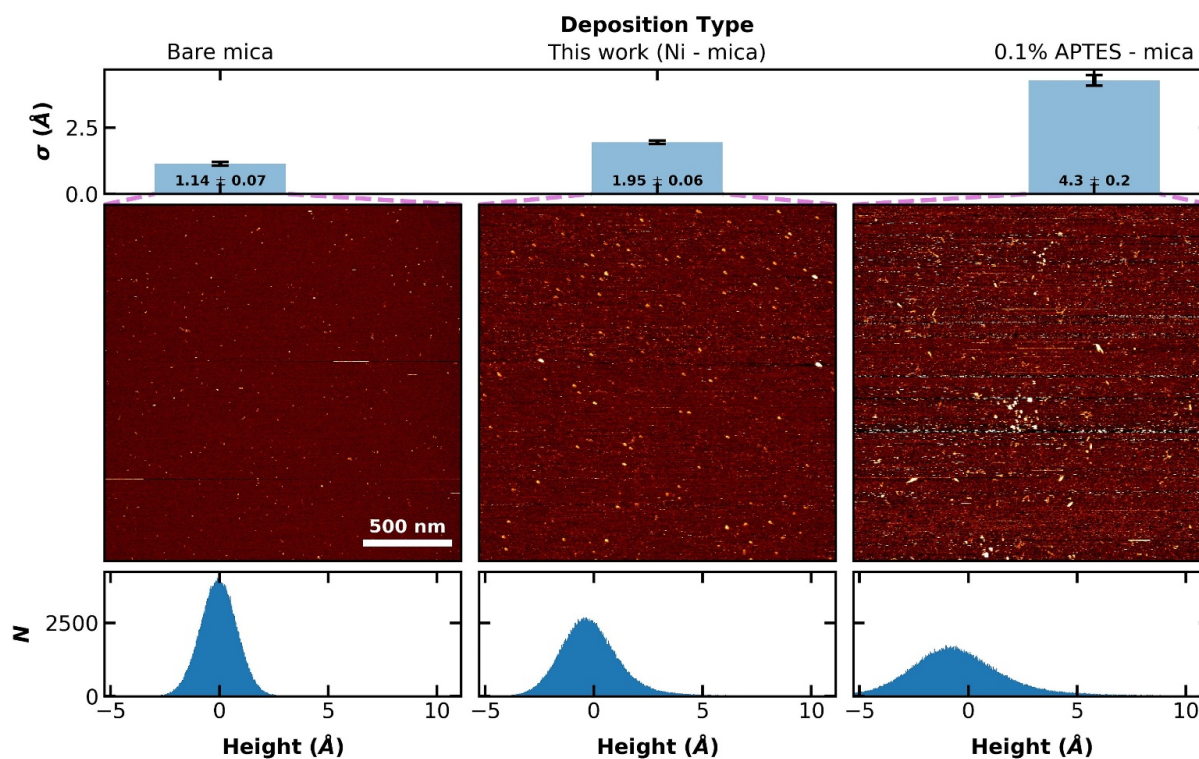 Deposition Type
Bare mica This work (Ni - mica) 0.1% APTES - mica
σ (Å)
2.5
0.0
1.14 ± 0.07 1.95 ± 0.06 4.3 ± 0.2
500 nm
N
2500
0
−5 0 5 10 −5 0 5 10 −5 0 5 10
Height (Å) Height (Å) Height (Å)